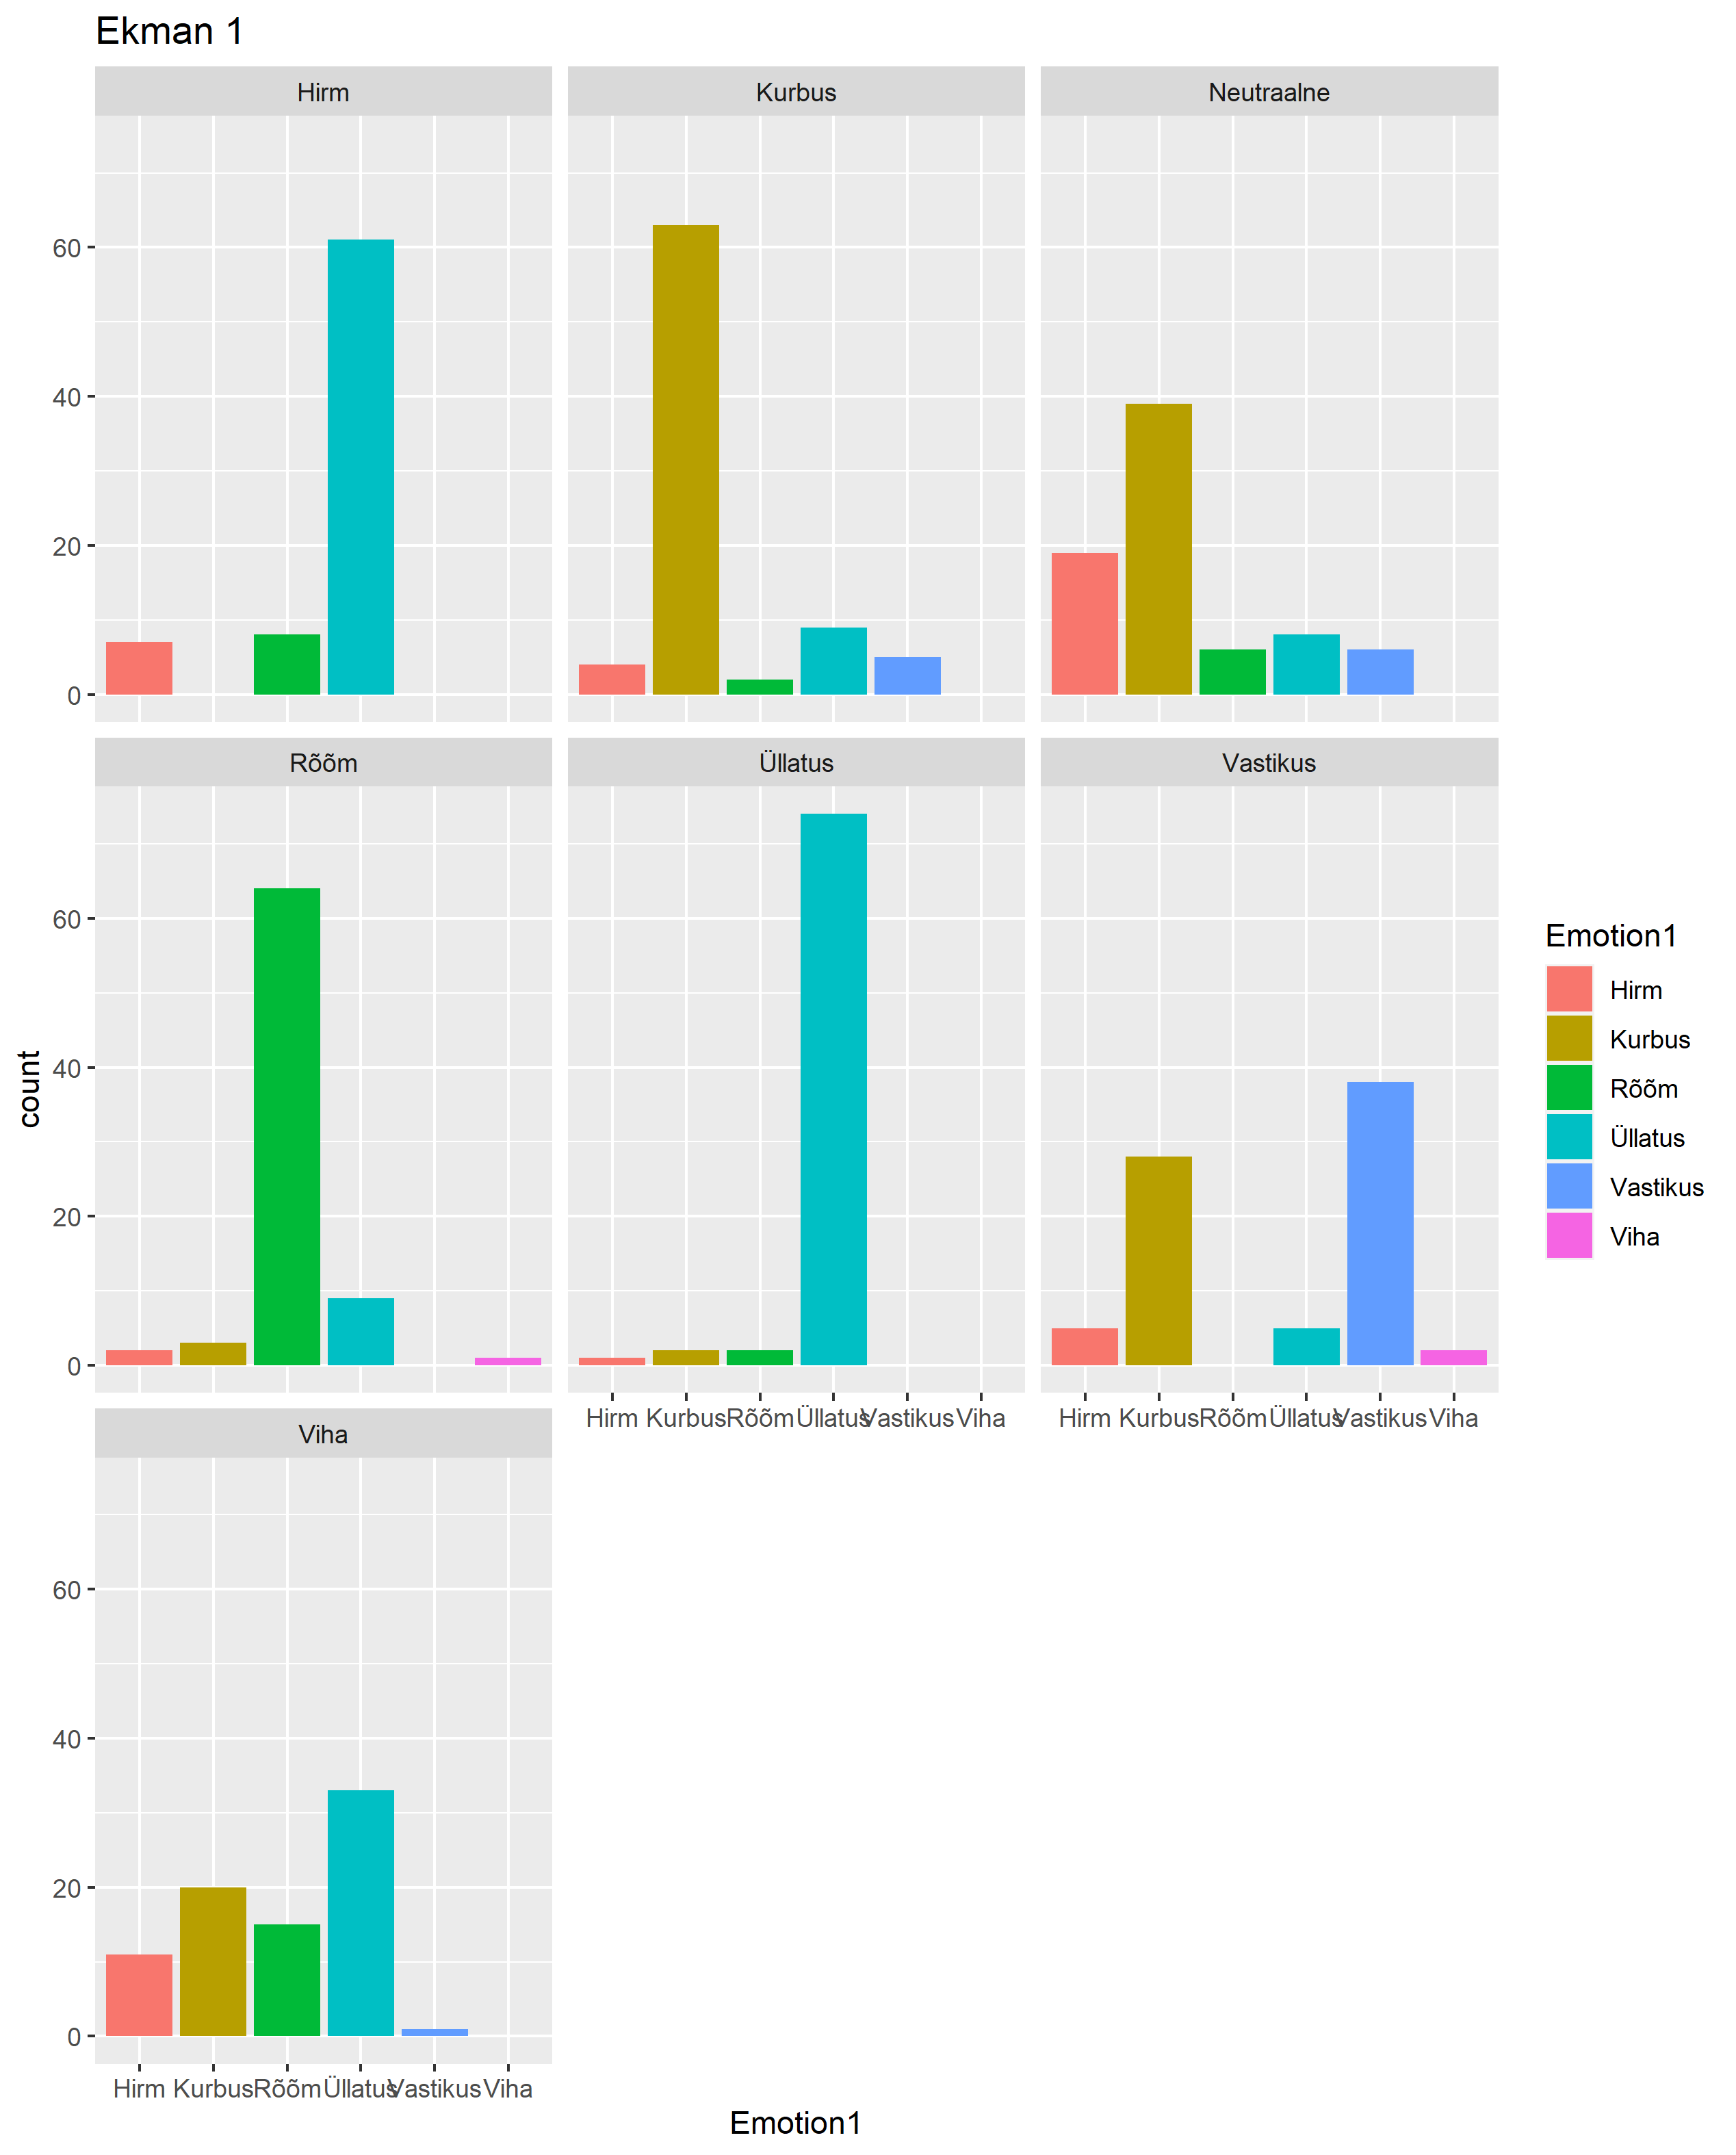 Ekman 1
Hirm
Kurbus
Neutraalne
60
40
20
0
Rõõm
Üllatus
Vastikus
60
40
20
0
Hirm Kurbus Rõõm Üllatus Vastikus Viha
Hirm Kurbus Rõõm Üllatus Vastikus Viha
Viha
60
40
20
0
Hirm Kurbus Rõõm Üllatus Vastikus Viha
Emotion1
count
Emotion1
Hirm
Kurbus
Rõõm
Üllatus
Vastikus
Viha